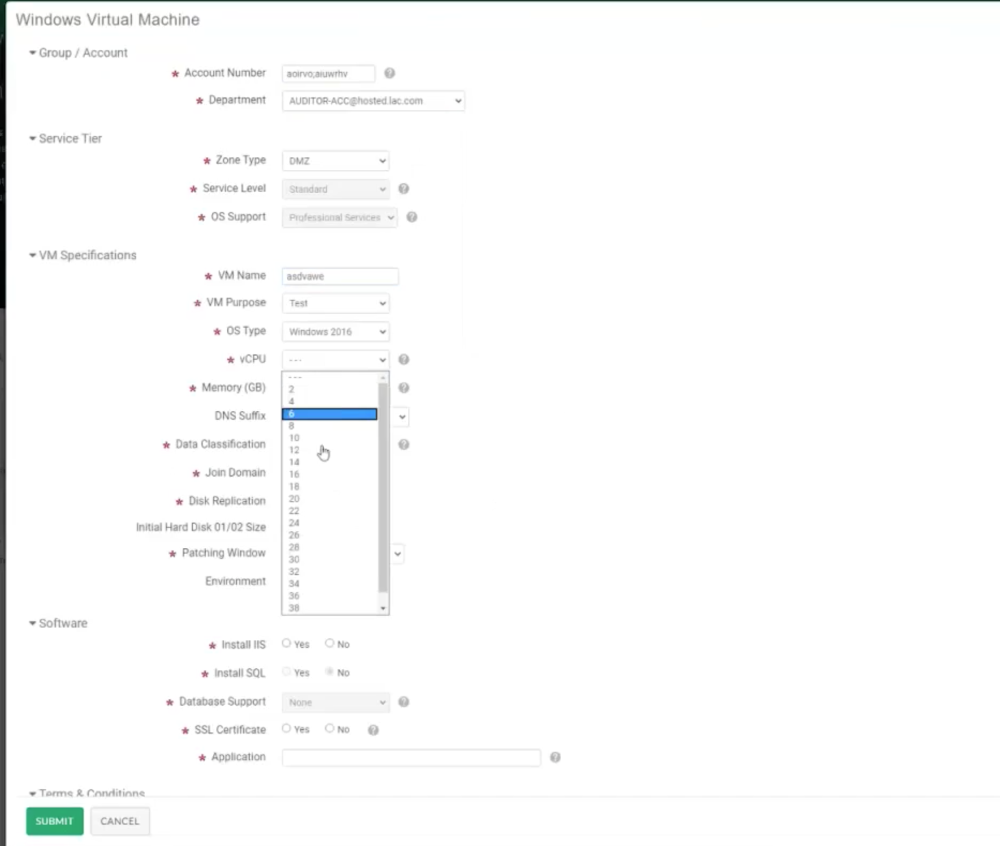 Windows Virtual Machine
Group / Account
* Account Number aoirvo;aiuwrhv
* Department AUDITOR-ACC@hosted.lac.com
Service Tier
* Zone Type DMZ
* Service Level Standard
* OS Support Professional Services
VM Specifications
* VM Name asdvawe
* VM Purpose Test
* OS Type Windows 2016
* vCPU ---
---
* Memory (GB) 2
4
DNS Suffix 6
8
10
* Data Classification 12
14
* Join Domain 16
18
* Disk Replication 20
22
Initial Hard Disk 01/02 Size 24
26
* Patching Window 28
30
32
Environment 34
36
38
Software
* Install IIS Yes No
* Install SQL Yes No
* Database Support None
* SSL Certificate Yes No
* Application
Terms & Conditions
SUBMIT CANCEL